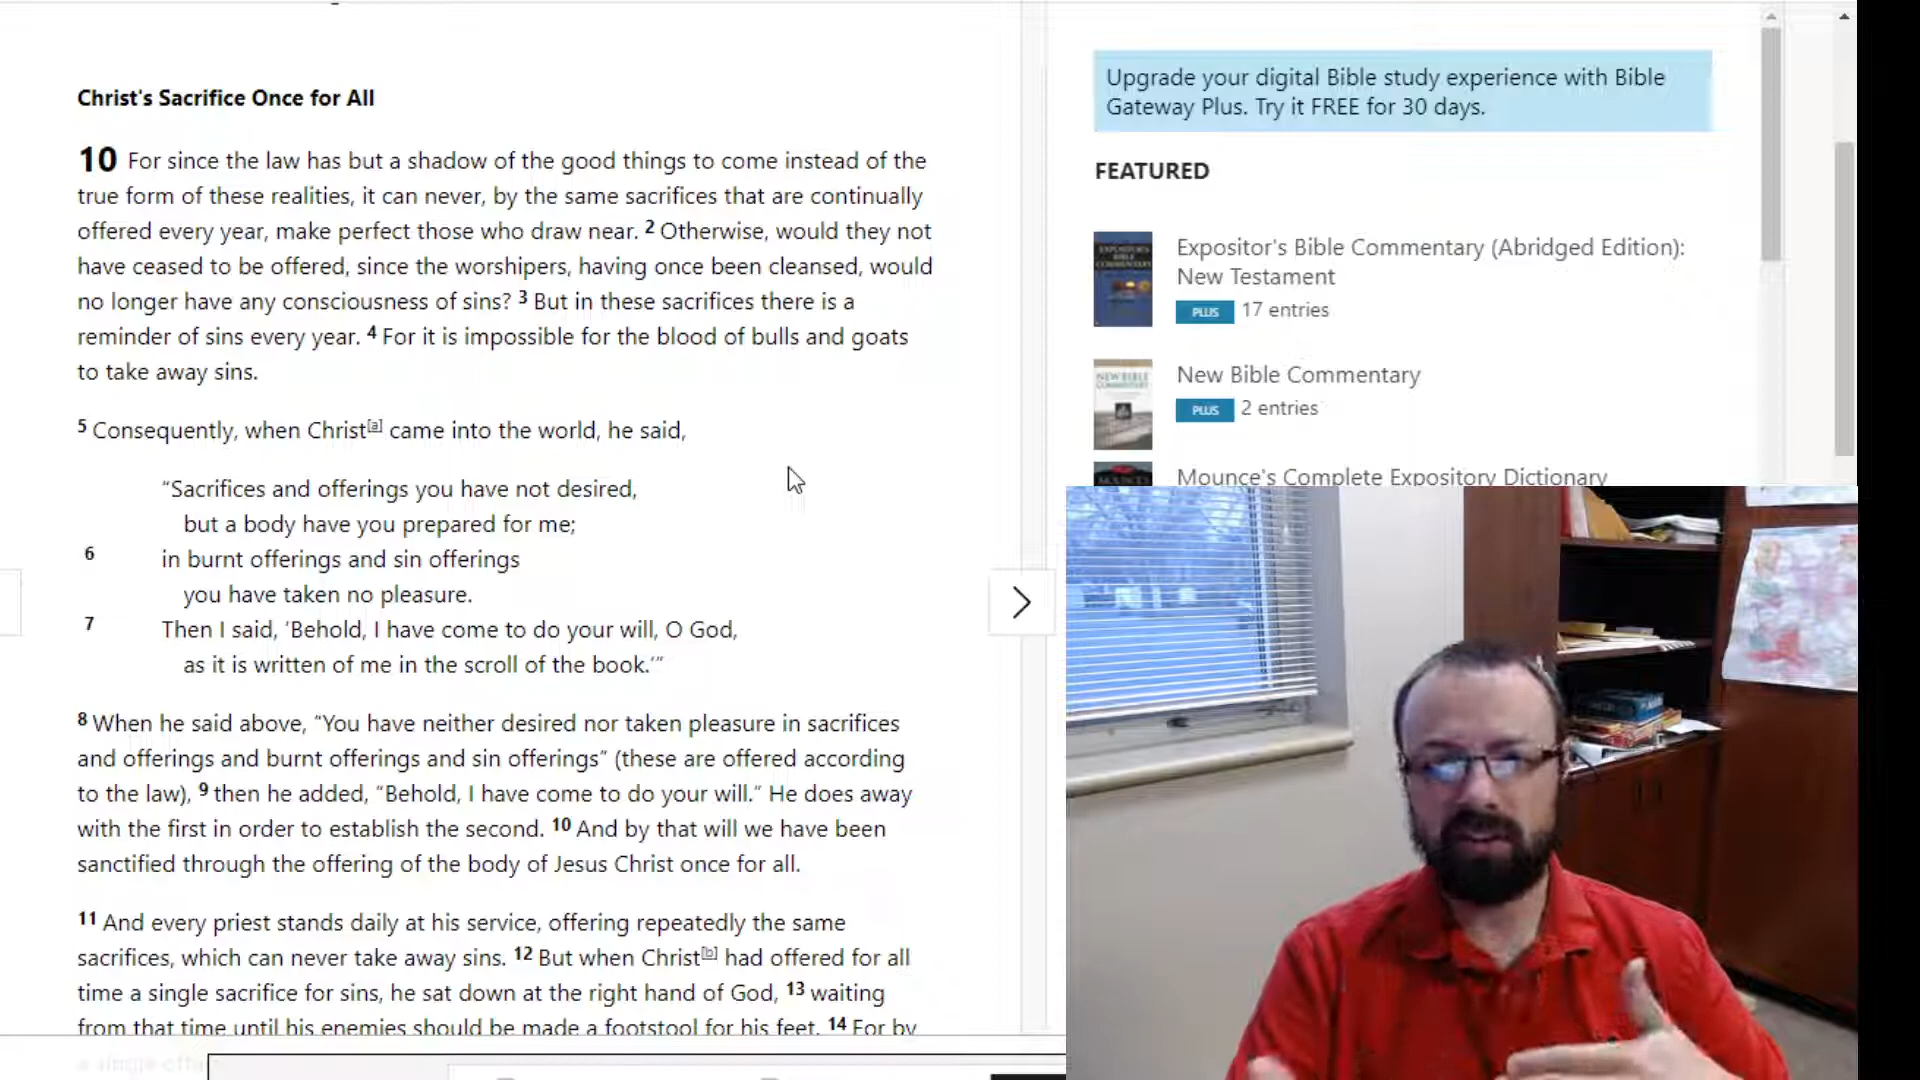 Christ's Sacrifice Once for All
10 For since the law has but a shadow of the good things to come instead of the
true form of these realities, it can never, by the same sacrifices that are continually
offered every year, make perfect those who draw near. 2 Otherwise, would they not
have ceased to be offered, since the worshipers, having once been cleansed, would
no longer have any consciousness of sins? 3 But in these sacrifices there is a
reminder of sins every year. 4 For it is impossible for the blood of bulls and goats
to take away sins.
5 Consequently, when Christ[a] came into the world, he said,
“Sacrifices and offerings you have not desired,
but a body have you prepared for me;
6 in burnt offerings and sin offerings
you have taken no pleasure.
7 Then I said, ‘Behold, I have come to do your will, O God,
as it is written of me in the scroll of the book.’”
8 When he said above, “You have neither desired nor taken pleasure in sacrifices
and offerings and burnt offerings and sin offerings” (these are offered according
to the law), 9 then he added, “Behold, I have come to do your will.” He does away
with the first in order to establish the second. 10 And by that will we have been
sanctified through the offering of the body of Jesus Christ once for all.
11 And every priest stands daily at his service, offering repeatedly the same
sacrifices, which can never take away sins. 12 But when Christ[b] had offered for all
time a single sacrifice for sins, he sat down at the right hand of God, 13 waiting
from that time until his enemies should be made a footstool for his feet. 14 For by
a single
Upgrade your digital Bible study experience with Bible
Gateway Plus. Try it FREE for 30 days.
FEATURED
EXPOSITOR'S
BIBLE
COMMENTARY
Expositor's Bible Commentary (Abridged Edition):
New Testament
PLUS 17 entries
NEW BIBLE
COMMENTARY
New Bible Commentary
PLUS 2 entries
MOUNCE'S
Mounce's Complete Expository Dictionary